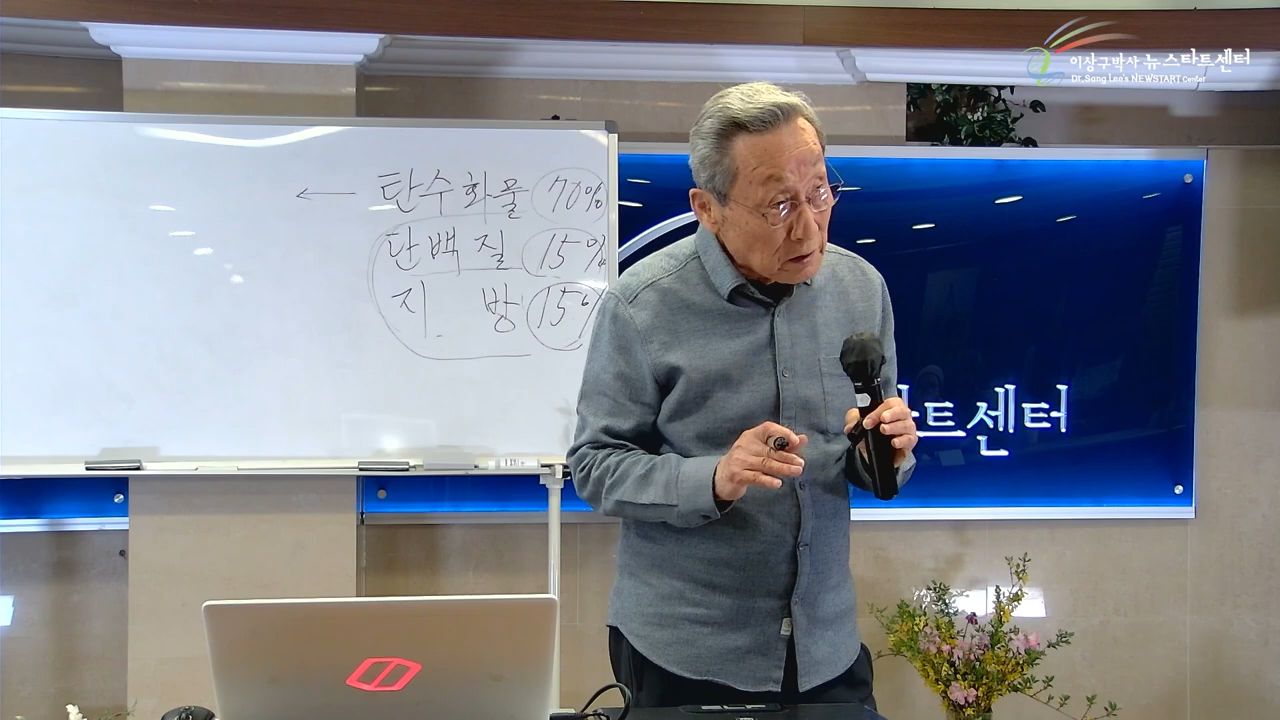 이상구박사 뉴스타트센터
Dr. Sang Lee's NEWSTART Center
← 탄수화물 70%
단백질 15%
지. 방 15%
트센터